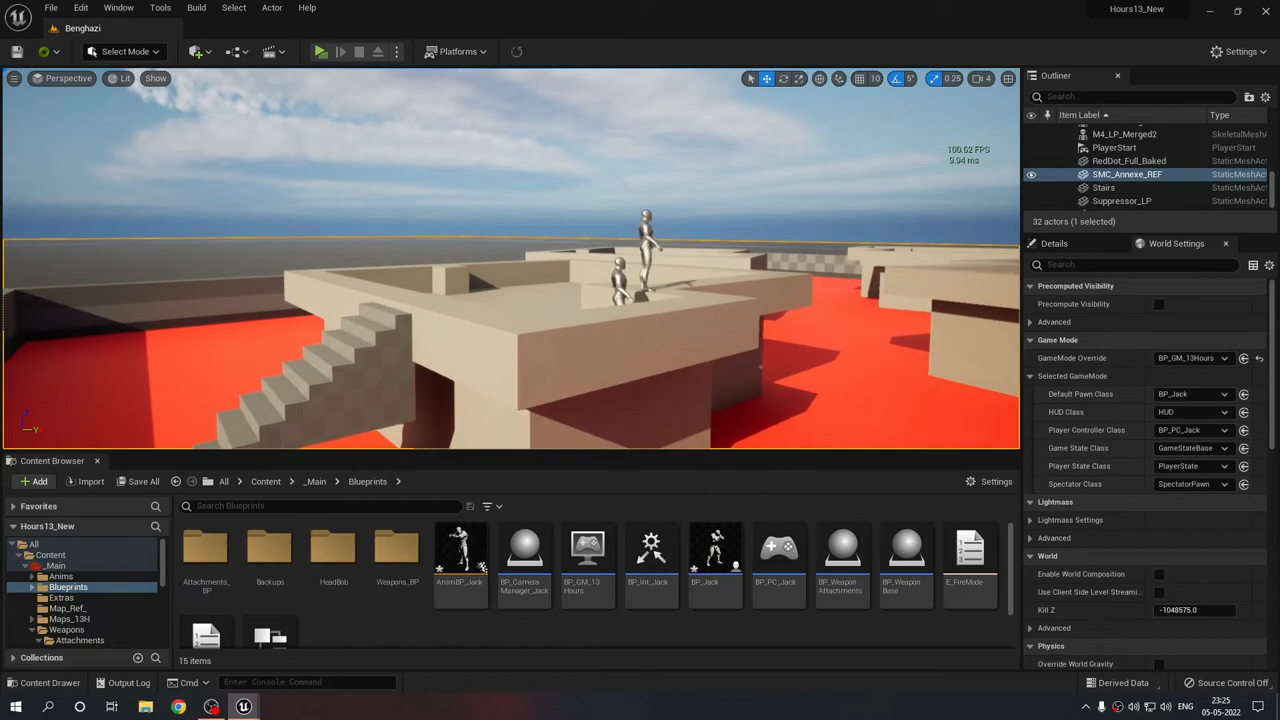 File Edit Window Tools Build Select Actor Help
Hours13_New
Benghazi
Select Mode
Platforms
Settings
Perspective Lit Show
10 5° 0.25 4
100.62 FPS
9.94 ms
Outliner
Search...
Item Label Type
M4_LP_Merged2 SkeletalMeshA
PlayerStart PlayerStart
RedDot_Full_Baked StaticMeshAct
SMC_Annexe_REF StaticMeshAct
Stairs StaticMeshAct
Suppressor_LP StaticMeshAct
32 actors (1 selected)
Details World Settings
Search
Precomputed Visibility
Precompute Visibility
Advanced
Game Mode
GameMode Override BP_GM_13Hours
Selected GameMode
Default Pawn Class BP_Jack
HUD Class HUD
Player Controller Class BP_PC_Jack
Game State Class GameStateBase
Player State Class PlayerState
Spectator Class SpectatorPawn
Lightmass
Lightmass Settings
Advanced
World
Enable World Composition
Use Client Side Level Streami...
Kill Z -1048575.0
Advanced
Physics
Override World Gravity
Z
Y
Content Browser
Add Import Save All All Content _Main Blueprints Settings
Favorites
Search Blueprints
Hours13_New
All
Content
_Main
Anims
Blueprints
Extras
Map_Ref_
Maps_13H
Weapons
Attachments
Collections
Attachments_
BP
Backups
HeadBob
Weapons_BP
AnimBP_Jack
BP_Camera
Manager_Jack
BP_GM_13
Hours
BP_Int_Jack
BP_Jack
BP_PC_Jack
BP_Weapon
Attachments
BP_Weapon
Base
E_FireMode
15 items
Content Drawer Output Log Cmd Enter Console Command
Derived Data Source Control Off
ENG
23:25
05-05-2022